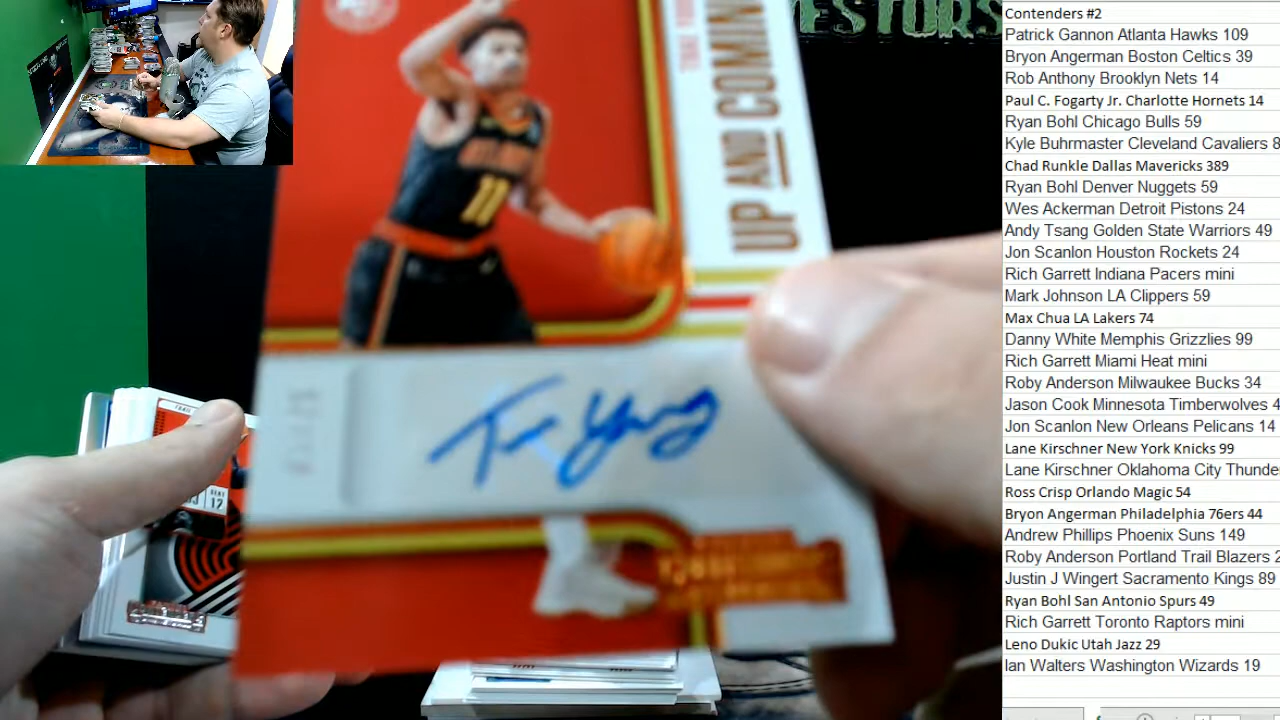 ESTORS
UP AND COMING
11
Trae Young
Contenders #2
Patrick Gannon Atlanta Hawks 109
Bryon Angerman Boston Celtics 39
Rob Anthony Brooklyn Nets 14
Paul C. Fogarty Jr. Charlotte Hornets 14
Ryan Bohl Chicago Bulls 59
Kyle Buhrmaster Cleveland Cavaliers 8
Chad Runkle Dallas Mavericks 389
Ryan Bohl Denver Nuggets 59
Wes Ackerman Detroit Pistons 24
Andy Tsang Golden State Warriors 49
Jon Scanlon Houston Rockets 24
Rich Garrett Indiana Pacers mini
Mark Johnson LA Clippers 59
Max Chua LA Lakers 74
Danny White Memphis Grizzlies 99
Rich Garrett Miami Heat mini
Roby Anderson Milwaukee Bucks 34
Jason Cook Minnesota Timberwolves 4
Jon Scanlon New Orleans Pelicans 14
Lane Kirschner New York Knicks 99
Lane Kirschner Oklahoma City Thunde
Ross Crisp Orlando Magic 54
Bryon Angerman Philadelphia 76ers 44
Andrew Phillips Phoenix Suns 149
Roby Anderson Portland Trail Blazers 2
Justin J Wingert Sacramento Kings 89
Ryan Bohl San Antonio Spurs 49
Rich Garrett Toronto Raptors mini
Leno Dukic Utah Jazz 29
Ian Walters Washington Wizards 19